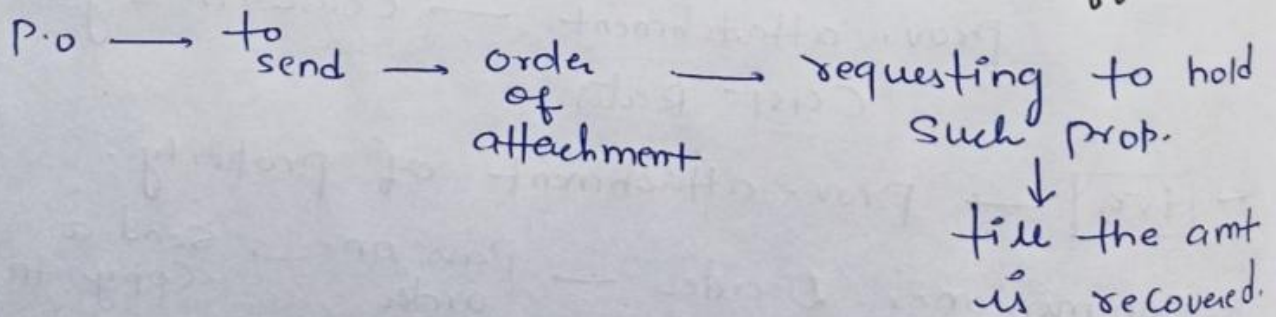 P.o → to send → order of attachment → requesting to hold such prop.
↓
till the amt is recovered.